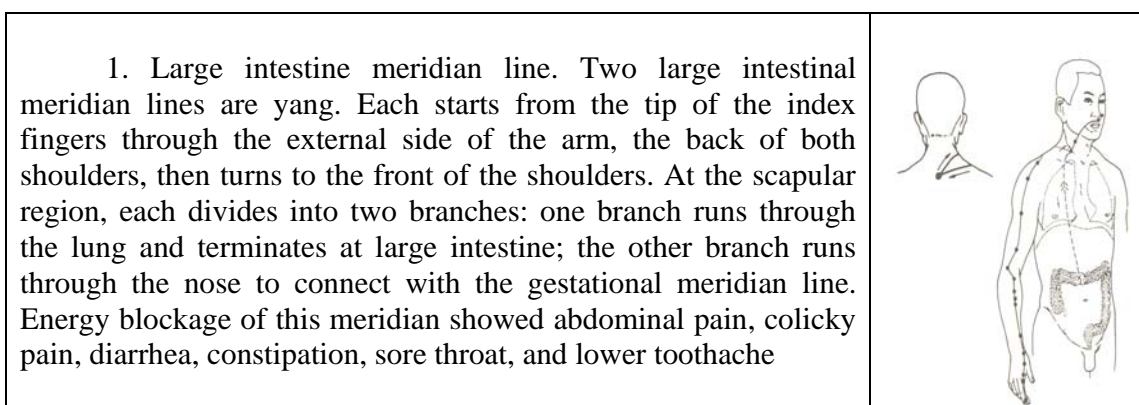 1. Large intestine meridian line. Two large intestinal
meridian lines are yang. Each starts from the tip of the index
fingers through the external side of the arm, the back of both
shoulders, then turns to the front of the shoulders. At the scapular
region, each divides into two branches: one branch runs through
the lung and terminates at large intestine; the other branch runs
through the nose to connect with the gestational meridian line.
Energy blockage of this meridian showed abdominal pain, colicky
pain, diarrhea, constipation, sore throat, and lower toothache